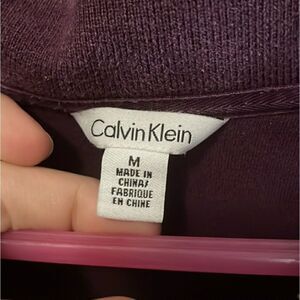 Calvin Klein
M
MADE IN
CHINA/
FABRIQUE
EN CHINE